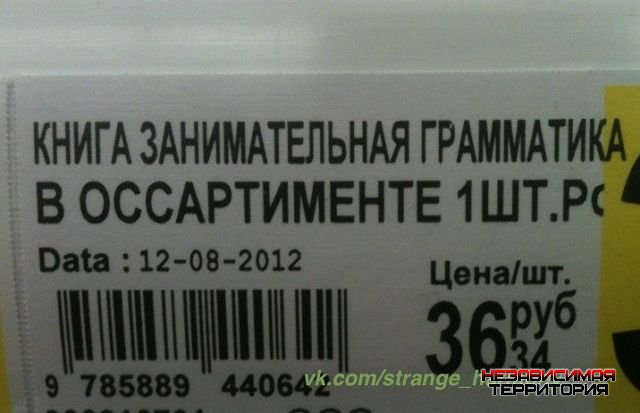 КНИГА ЗАНИМАТЕЛЬНАЯ ГРАММАТИКА
В ОССАРТИМЕНТЕ 1ШТ.Рс
Data : 12-08-2012
Цена/шт.
36 руб
34
9 785889 440642
vk.com/strange_
НЕЗАВИСИМАЯ
ТЕРРИТОРИЯ